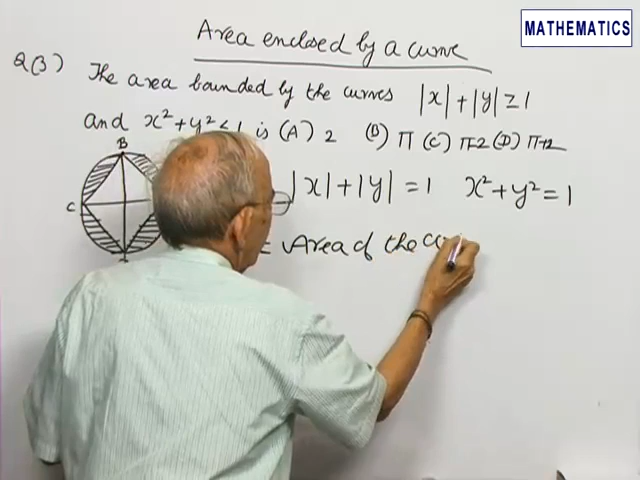 MATHEMATICS
Area enclosed by a curve
Q(3) The area bounded by the curves |x|+|y| ≥ 1
and x²+y² ≤ 1 is (A) 2 (B) π (C) π-2 (D) π+2
B
C
|x|+|y| = 1 x²+y² = 1
= Area of the